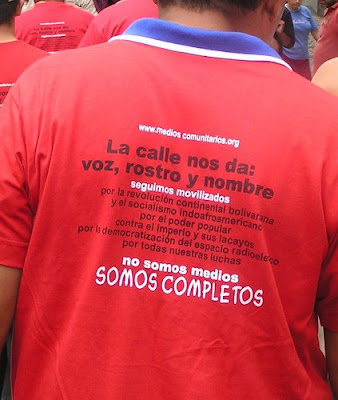 www.medios comunitarios.org
La calle nos da:
voz, rostro y nombre
seguimos movilizados
por la revolución continental bolivariana
y el socialismo indoafroamericano
por el poder popular
contra el imperio y sus lacayos
por la democratización del espacio radioeléctrico
por todas nuestras luchas
no somos medios
SOMOS COMPLETOS